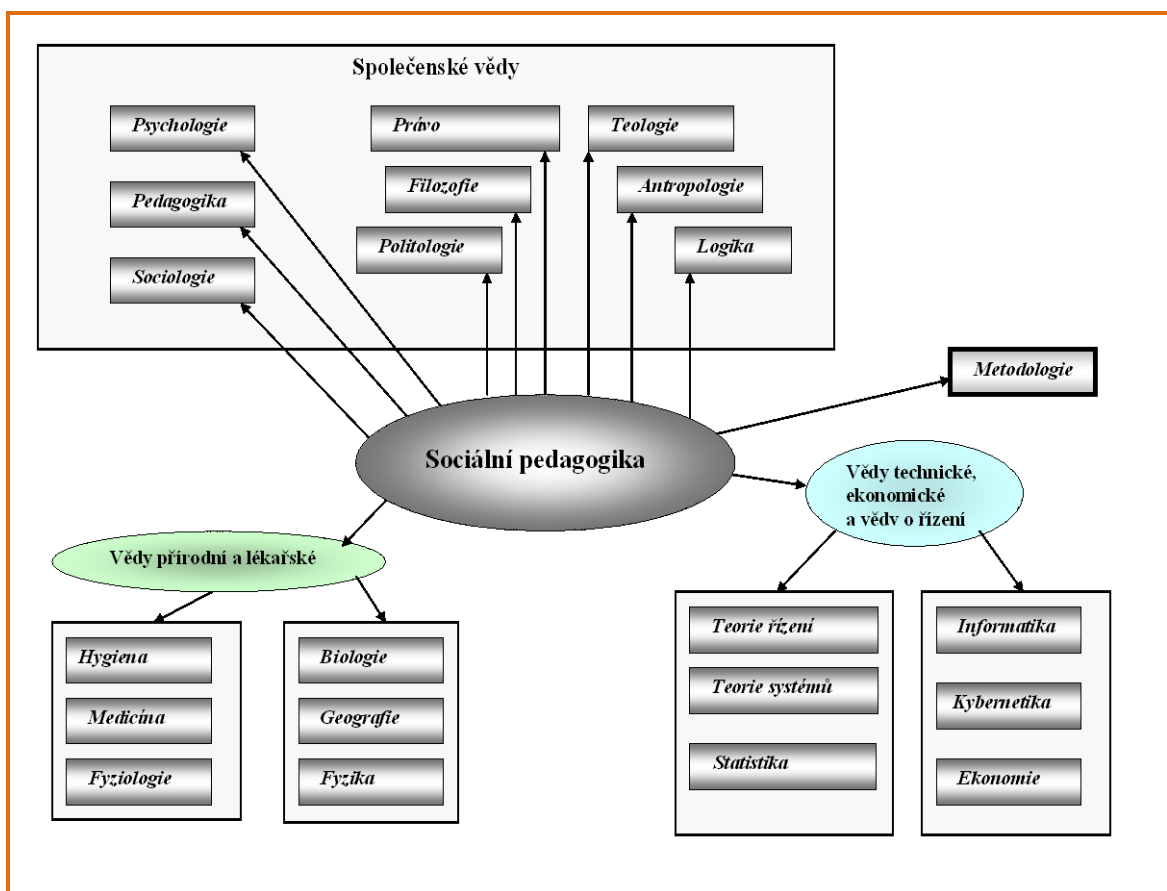 Společenské vědy
Psychologie
Právo
Teologie
Pedagogika
Filozofie
Antropologie
Sociologie
Politologie
Logika
Metodologie
Sociální pedagogika
Vědy technické,
ekonomické
a vědy o řízení
Vědy přírodní a lékařské
Hygiena
Medicína
Fyziologie
Biologie
Geografie
Fyzika
Teorie řízení
Teorie systémů
Statistika
Informatika
Kybernetika
Ekonomie